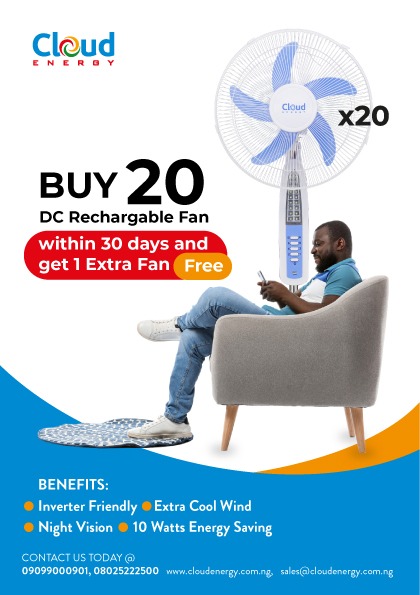 Cloud
ENERGY
Cloud
ENERGY
x20
BUY 20
DC Rechargable Fan
within 30 days and
get 1 Extra Fan Free
BENEFITS:
Inverter Friendly Extra Cool Wind
Night Vision 10 Watts Energy Saving
CONTACT US TODAY @
09099000901, 08025222500 www.cloudenergy.com.ng, sales@cloudenergy.com.ng